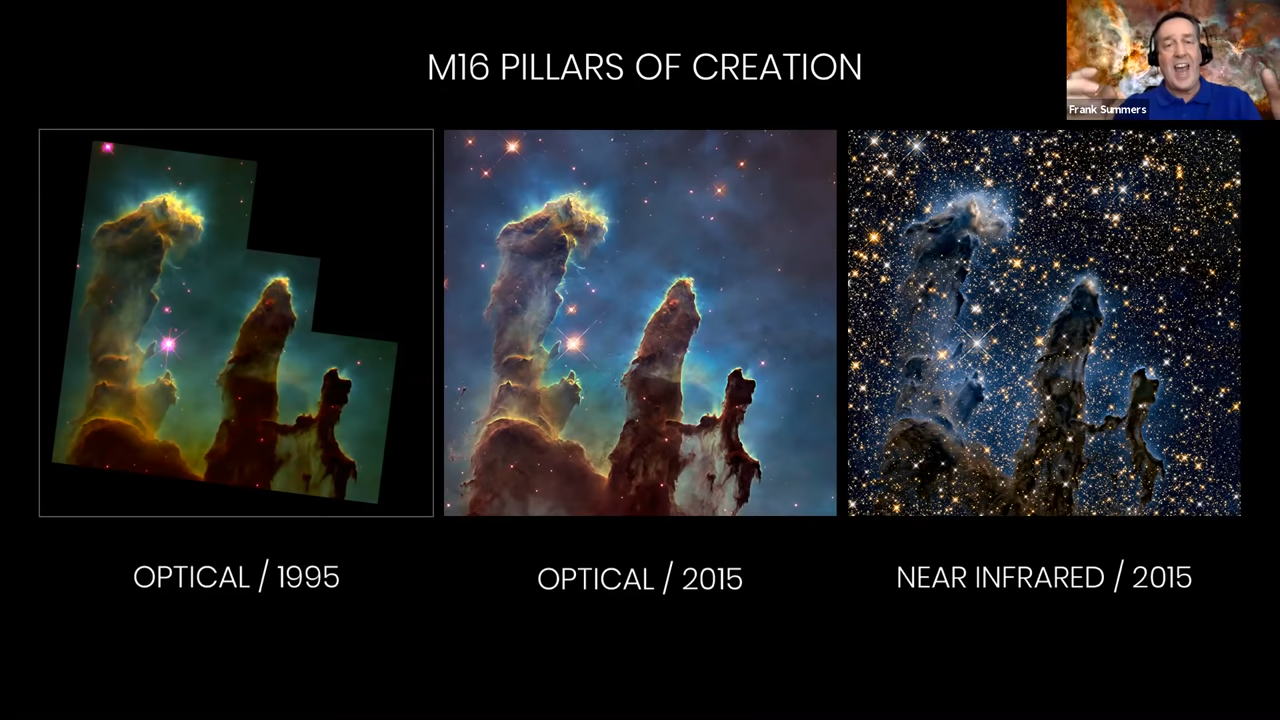 M16 PILLARS OF CREATION
Frank Summers
OPTICAL / 1995
OPTICAL / 2015
NEAR INFRARED / 2015